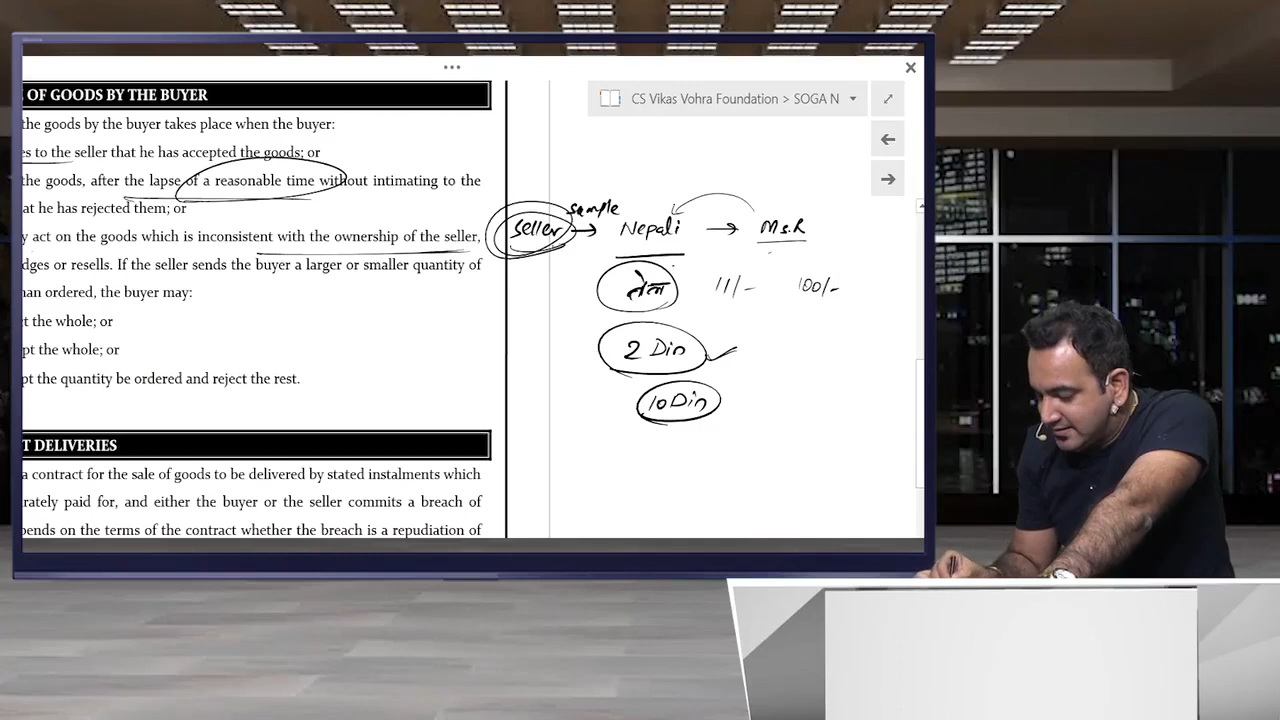 OF GOODS BY THE BUYER
the goods by the buyer takes place when the buyer:
es to the seller that he has accepted the goods; or
the goods, after the lapse of a reasonable time without intimating to the
at he has rejected them; or
y act on the goods which is inconsistent with the ownership of the seller,
dges or resells. If the seller sends the buyer a larger or smaller quantity of
han ordered, the buyer may:
t the whole; or
pt the whole; or
pt the quantity be ordered and reject the rest.
T DELIVERIES
a contract for the sale of goods to be delivered by stated instalments which
rately paid for, and either the buyer or the seller commits a breach of
pends on the terms of the contract whether the breach is a repudiation of
CS Vikas Vohra Foundation > SOGA N
Seller → sample Nepali → M.s.R
तेल 11/- 100/-
2 Din
10 Din